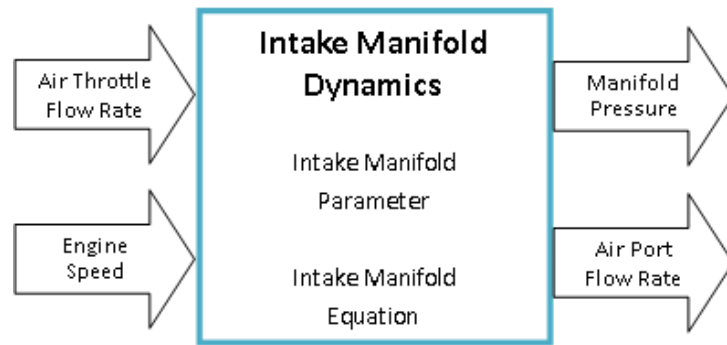 Air Throttle
Flow Rate
Engine
Speed
Intake Manifold
Dynamics
Intake Manifold
Parameter
Intake Manifold
Equation
Manifold
Pressure
Air Port
Flow Rate